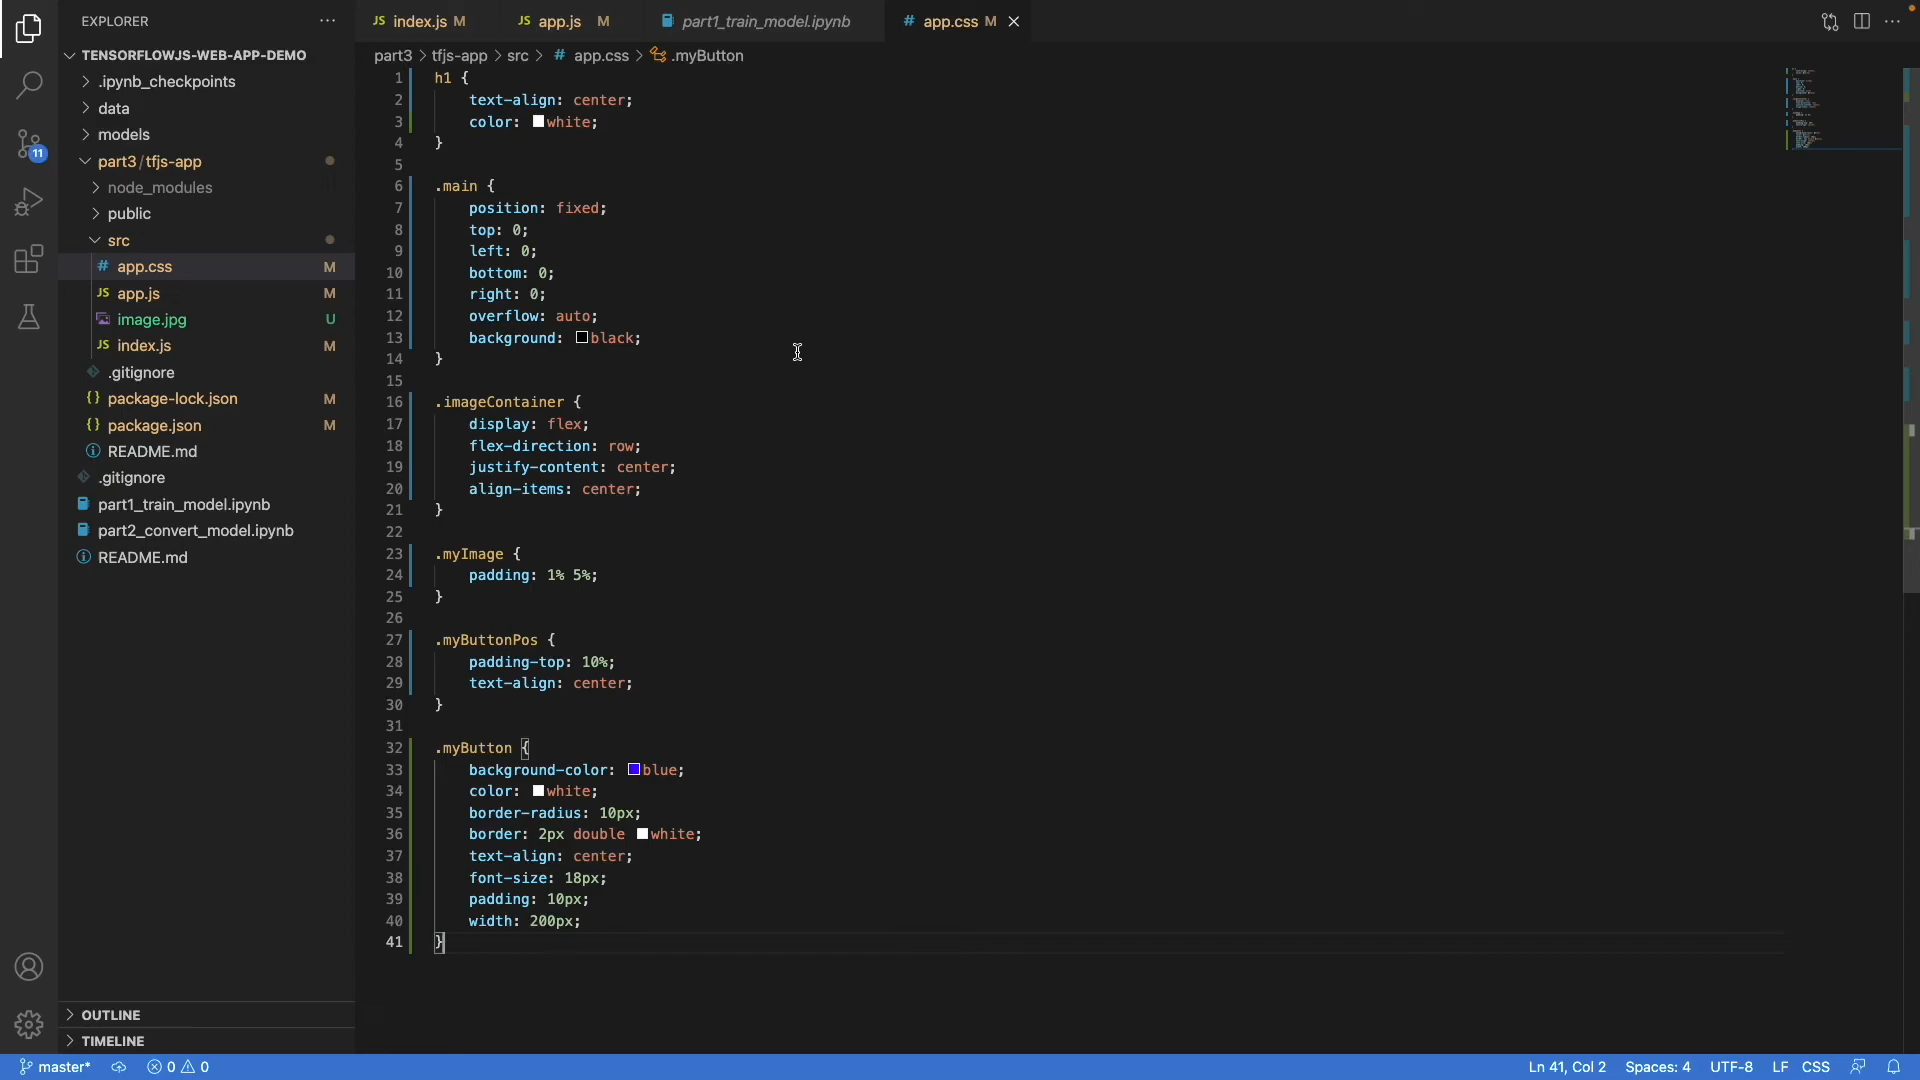 EXPLORER
TENSORFLOWJS-WEB-APP-DEMO
.ipynb_checkpoints
data
models
part3 / tfjs-app
node_modules
public
src
# app.css M
JS app.js M
image.jpg U
JS index.js M
.gitignore
{} package-lock.json M
{} package.json M
README.md
.gitignore
part1_train_model.ipynb
part2_convert_model.ipynb
README.md
OUTLINE
TIMELINE
11
JS index.js M
JS app.js M
part1_train_model.ipynb
# app.css M
part3 > tfjs-app > src > # app.css > .myButton
1 h1 {
2 text-align: center;
3 color: white;
4 }
5
6 .main {
7 position: fixed;
8 top: 0;
9 left: 0;
10 bottom: 0;
11 right: 0;
12 overflow: auto;
13 background: black;
14 }
15
16 .imageContainer {
17 display: flex;
18 flex-direction: row;
19 justify-content: center;
20 align-items: center;
21 }
22
23 .myImage {
24 padding: 1% 5%;
25 }
26
27 .myButtonPos {
28 padding-top: 10%;
29 text-align: center;
30 }
31
32 .myButton {
33 background-color: blue;
34 color: white;
35 border-radius: 10px;
36 border: 2px double white;
37 text-align: center;
38 font-size: 18px;
39 padding: 10px;
40 width: 200px;
41 }
master* 0 0 Ln 41, Col 2 Spaces: 4 UTF-8 LF CSS